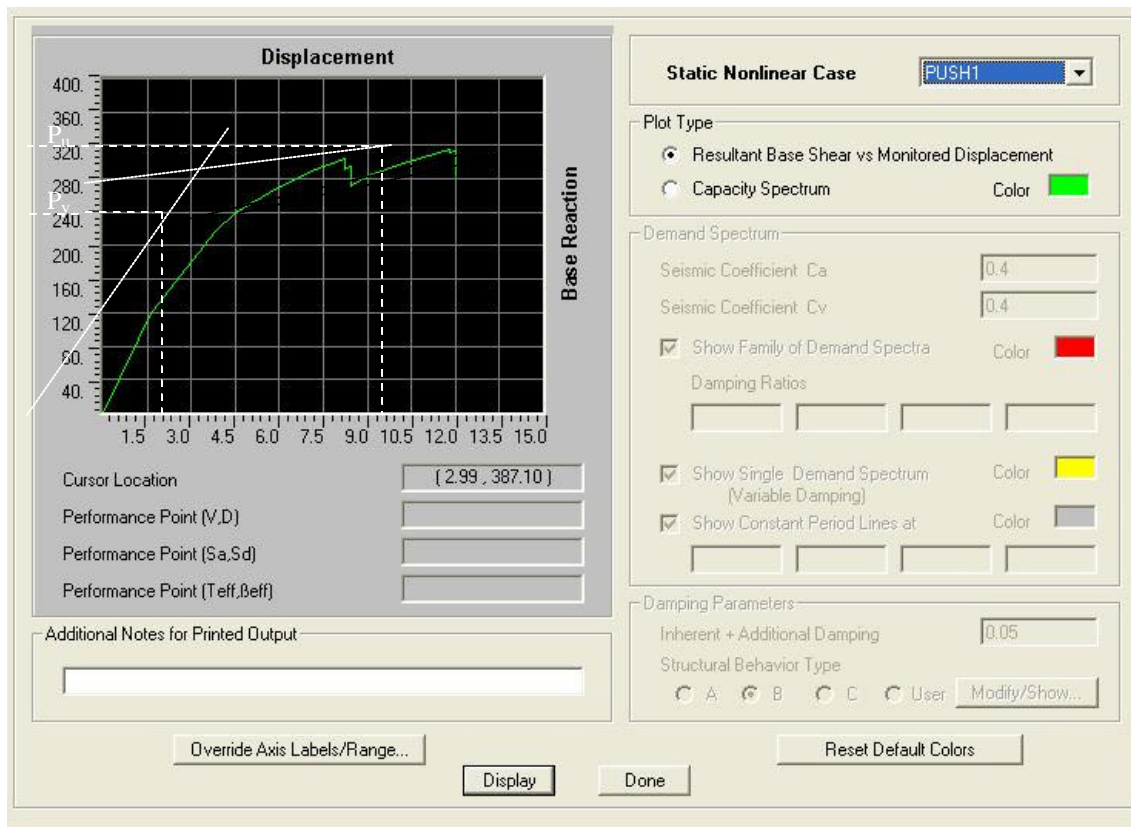 Displacement
400.
360.
Pu
320.
280.
Py
240.
200.
160.
120.
80.
40.
1.5 3.0 4.5 6.0 7.5 9.0 10.5 12.0 13.5 15.0
Base Reaction
Cursor Location (2.99 , 387.10 )
Performance Point (V,D)
Performance Point (Sa,Sd)
Performance Point (Teff,βeff)
Additional Notes for Printed Output
Override Axis Labels/Range...
Static Nonlinear Case PUSH1
Plot Type
Resultant Base Shear vs Monitored Displacement
Capacity Spectrum Color
Demand Spectrum
Seismic Coefficient Ca 0.4
Seismic Coefficient Cv 0.4
Show Family of Demand Spectra Color
Damping Ratios
Show Single Demand Spectrum Color
(Variable Damping)
Show Constant Period Lines at Color
Damping Parameters
Inherent + Additional Damping 0.05
Structural Behavior Type
A B C User Modify/Show...
Reset Default Colors
Display Done